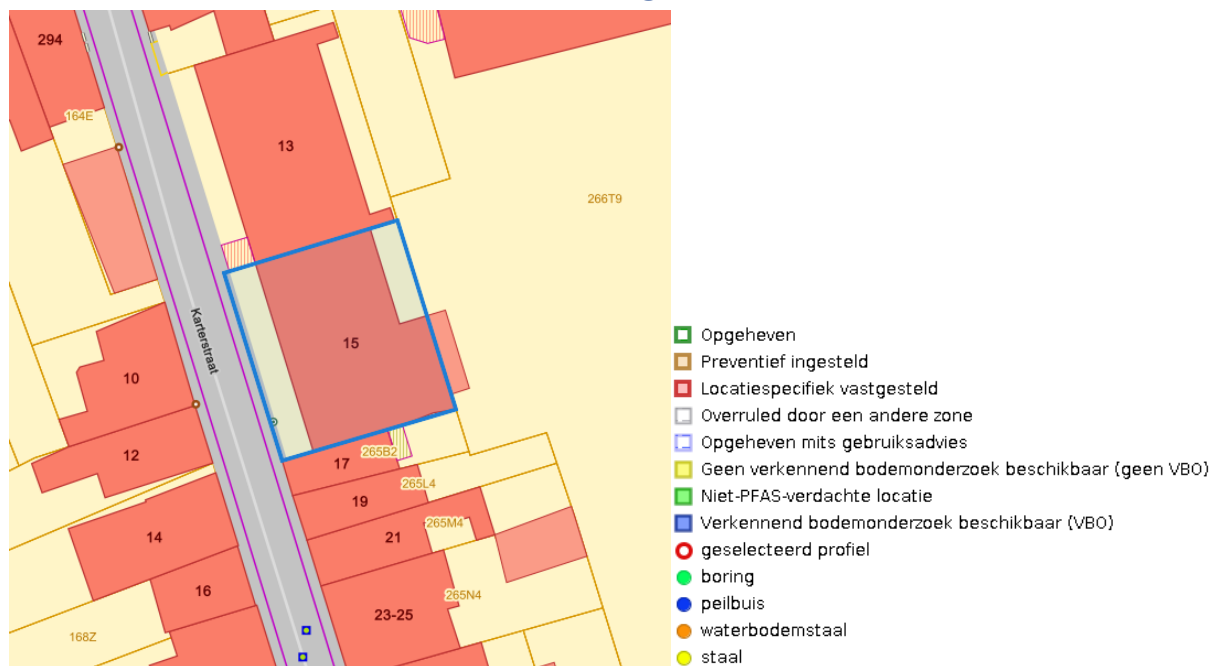 294
164E
13
266T9
Karterstraat
15
10
12
265B2
17
265L4
19
265M4
21
14
16
265N4
23-25
168Z
Opgeheven
Preventief ingesteld
Locatiespecifiek vastgesteld
Overruled door een andere zone
Opgeheven mits gebruiksadvies
Geen verkennend bodemonderzoek beschikbaar (geen VBO)
Niet-PFAS-verdachte locatie
Verkennend bodemonderzoek beschikbaar (VBO)
geselecteerd profiel
boring
peilbuis
waterbodemstaal
staal